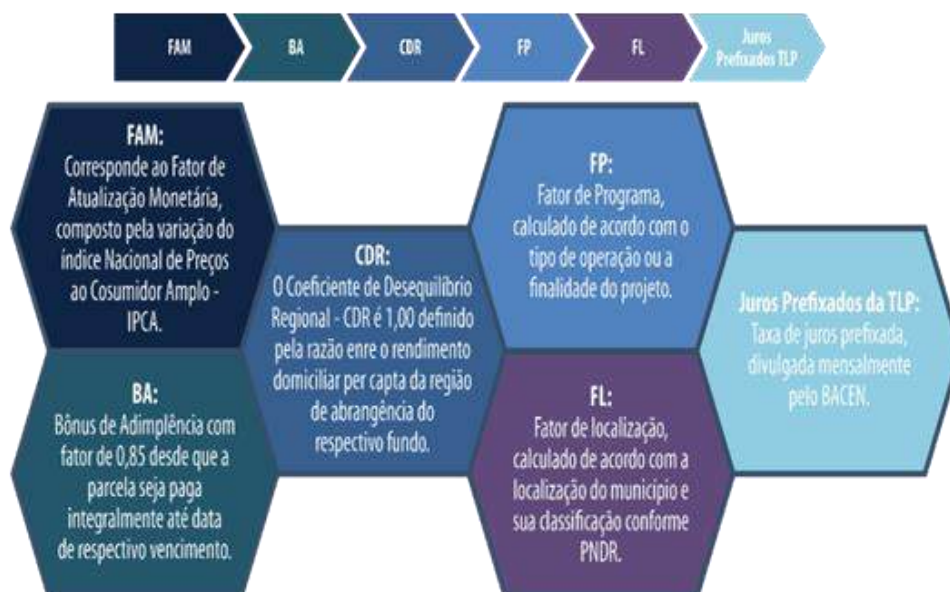 FAM
BA
CDR
FP
FL
Juros
Prefixados TLP
FAM:
Corresponde ao Fator de
Atualização Monetária,
composto pela variação do
índice Nacional de Preços
ao Cosumidor Amplo -
IPCA.
BA:
Bônus de Adimplência com
fator de 0,85 desde que a
parcela seja paga
integralmente até data
de respectivo vencimento.
CDR:
O Coeficiente de Desequilíbrio
Regional - CDR é 1,00 definido
pela razão enre o rendimento
domiciliar per capta da região
de abrangência do
respectivo fundo.
FP:
Fator de Programa,
calculado de acordo com o
tipo de operação ou a
finalidade do projeto.
FL:
Fator de localização,
calculado de acordo com a
localização do município e
sua classificação conforme
PNDR.
Juros Prefixados da TLP:
Taxa de juros prefixada,
divulgada mensalmente
pelo BACEN.